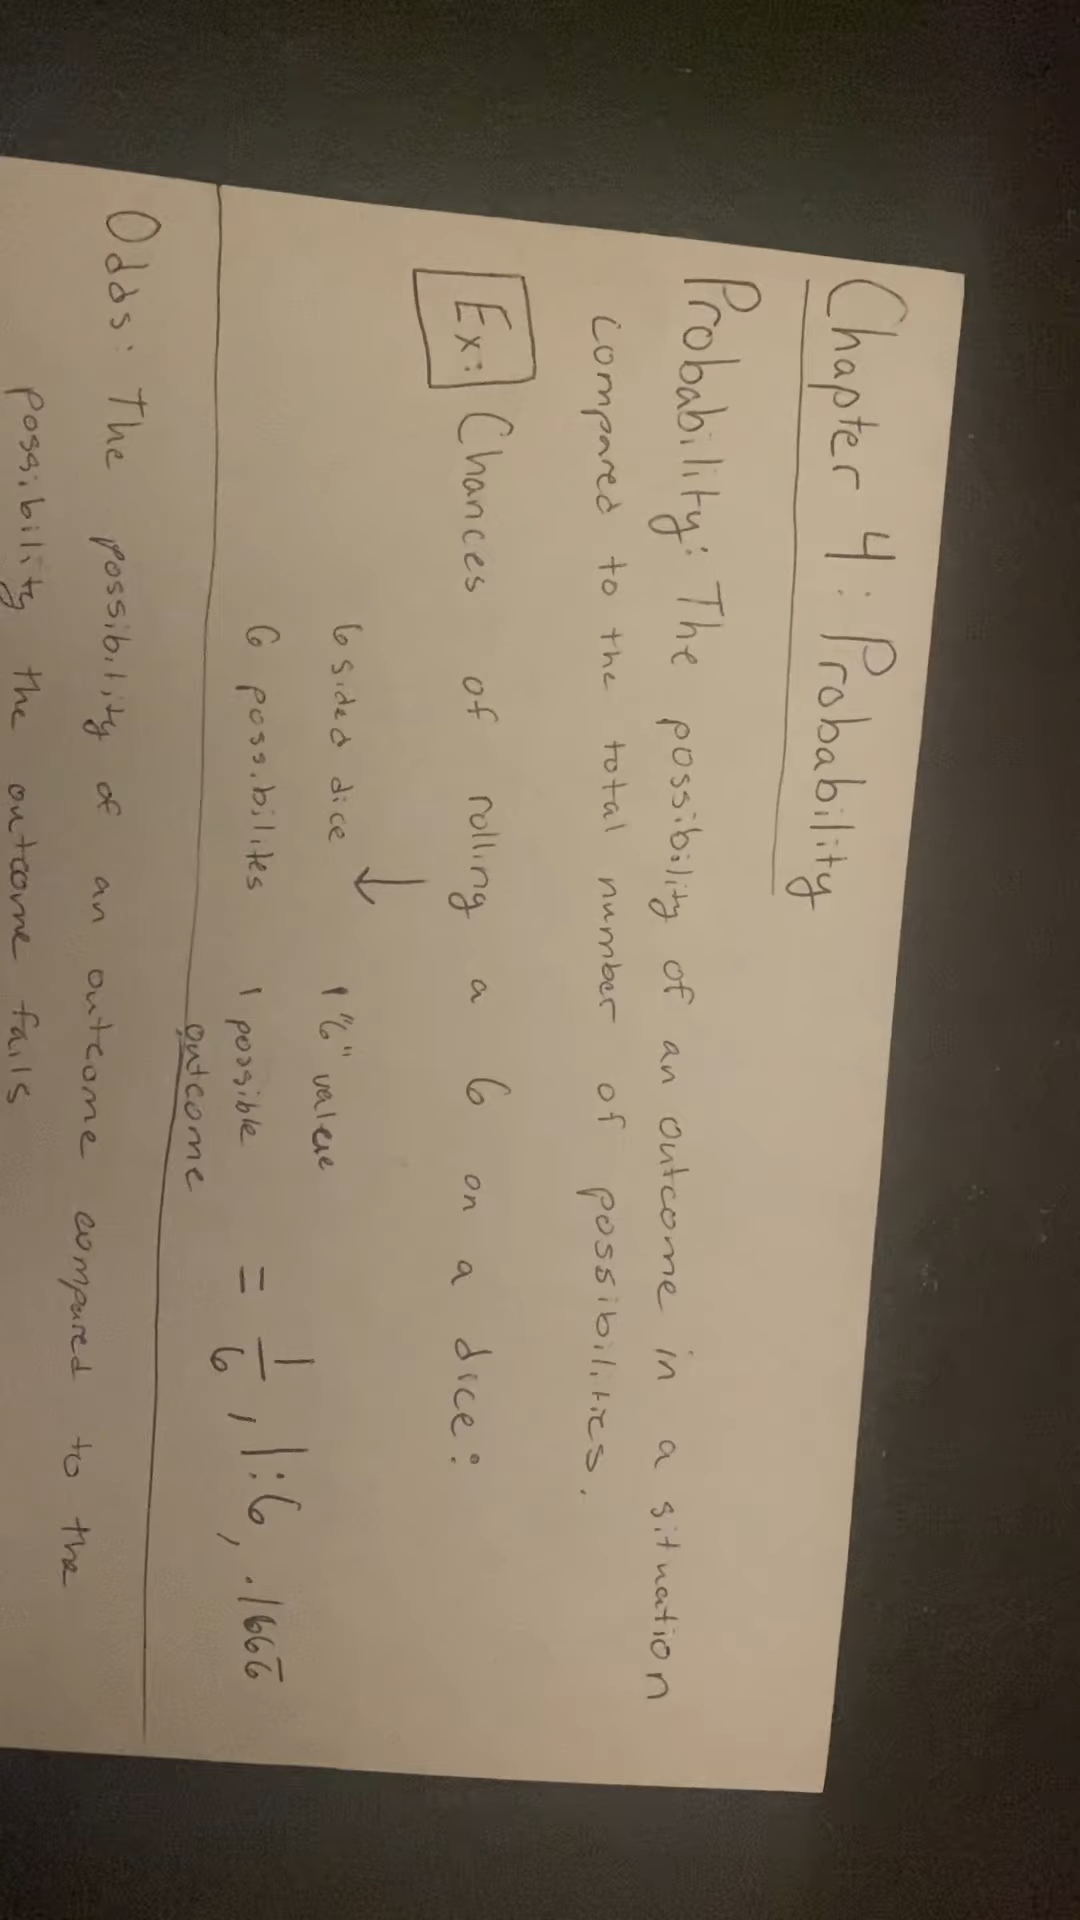 Chapter 4: Probability
Probability: The possibility of an outcome in a situation
compared to the total number of possibilities.
Ex: Chances of rolling a 6 on a dice:
↓
6 sided dice 1 "6" value
6 possibilites 1 possible = 1/6, 1:6, .166̅
outcome
Odds: The possibility of an outcome compared to the
possibility the outcome fails